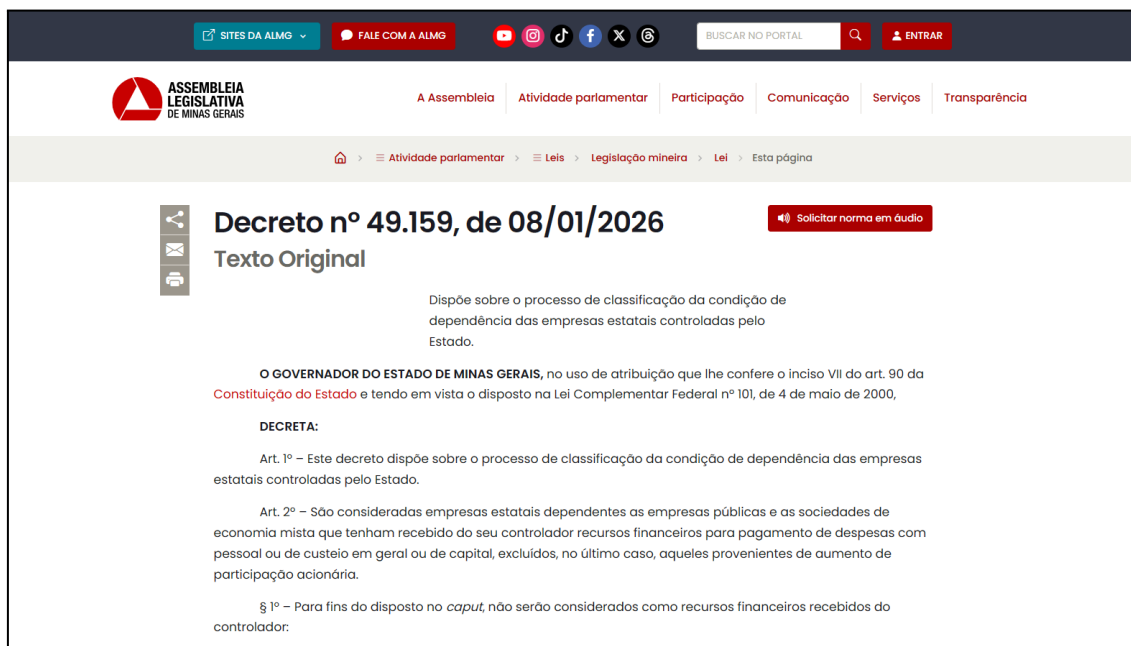 SITES DA ALMG
FALE COM A ALMG
BUSCAR NO PORTAL
ENTRAR
ASSEMBLEIA
LEGISLATIVA
DE MINAS GERAIS
A Assembleia
Atividade parlamentar
Participação
Comunicação
Serviços
Transparência
Atividade parlamentar > Leis > Legislação mineira > Lei > Esta página
Decreto nº 49.159, de 08/01/2026
Solicitar norma em áudio
Texto Original
Dispõe sobre o processo de classificação da condição de
dependência das empresas estatais controladas pelo
Estado.
O GOVERNADOR DO ESTADO DE MINAS GERAIS, no uso de atribuição que lhe confere o inciso VII do art. 90 da
Constituição do Estado e tendo em vista o disposto na Lei Complementar Federal nº 101, de 4 de maio de 2000,
DECRETA:
Art. 1º – Este decreto dispõe sobre o processo de classificação da condição de dependência das empresas
estatais controladas pelo Estado.
Art. 2º – São consideradas empresas estatais dependentes as empresas públicas e as sociedades de
economia mista que tenham recebido do seu controlador recursos financeiros para pagamento de despesas com
pessoal ou de custeio em geral ou de capital, excluídos, no último caso, aqueles provenientes de aumento de
participação acionária.
§ 1º – Para fins do disposto no caput, não serão considerados como recursos financeiros recebidos do
controlador: